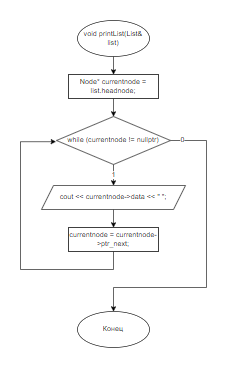 void printList(List&
list)
Node* currentnode =
list.headnode;
while (currentnode != nullptr)
0
1
cout << currentnode->data << " ";
currentnode = currentnode-
>ptr_next;
Конец